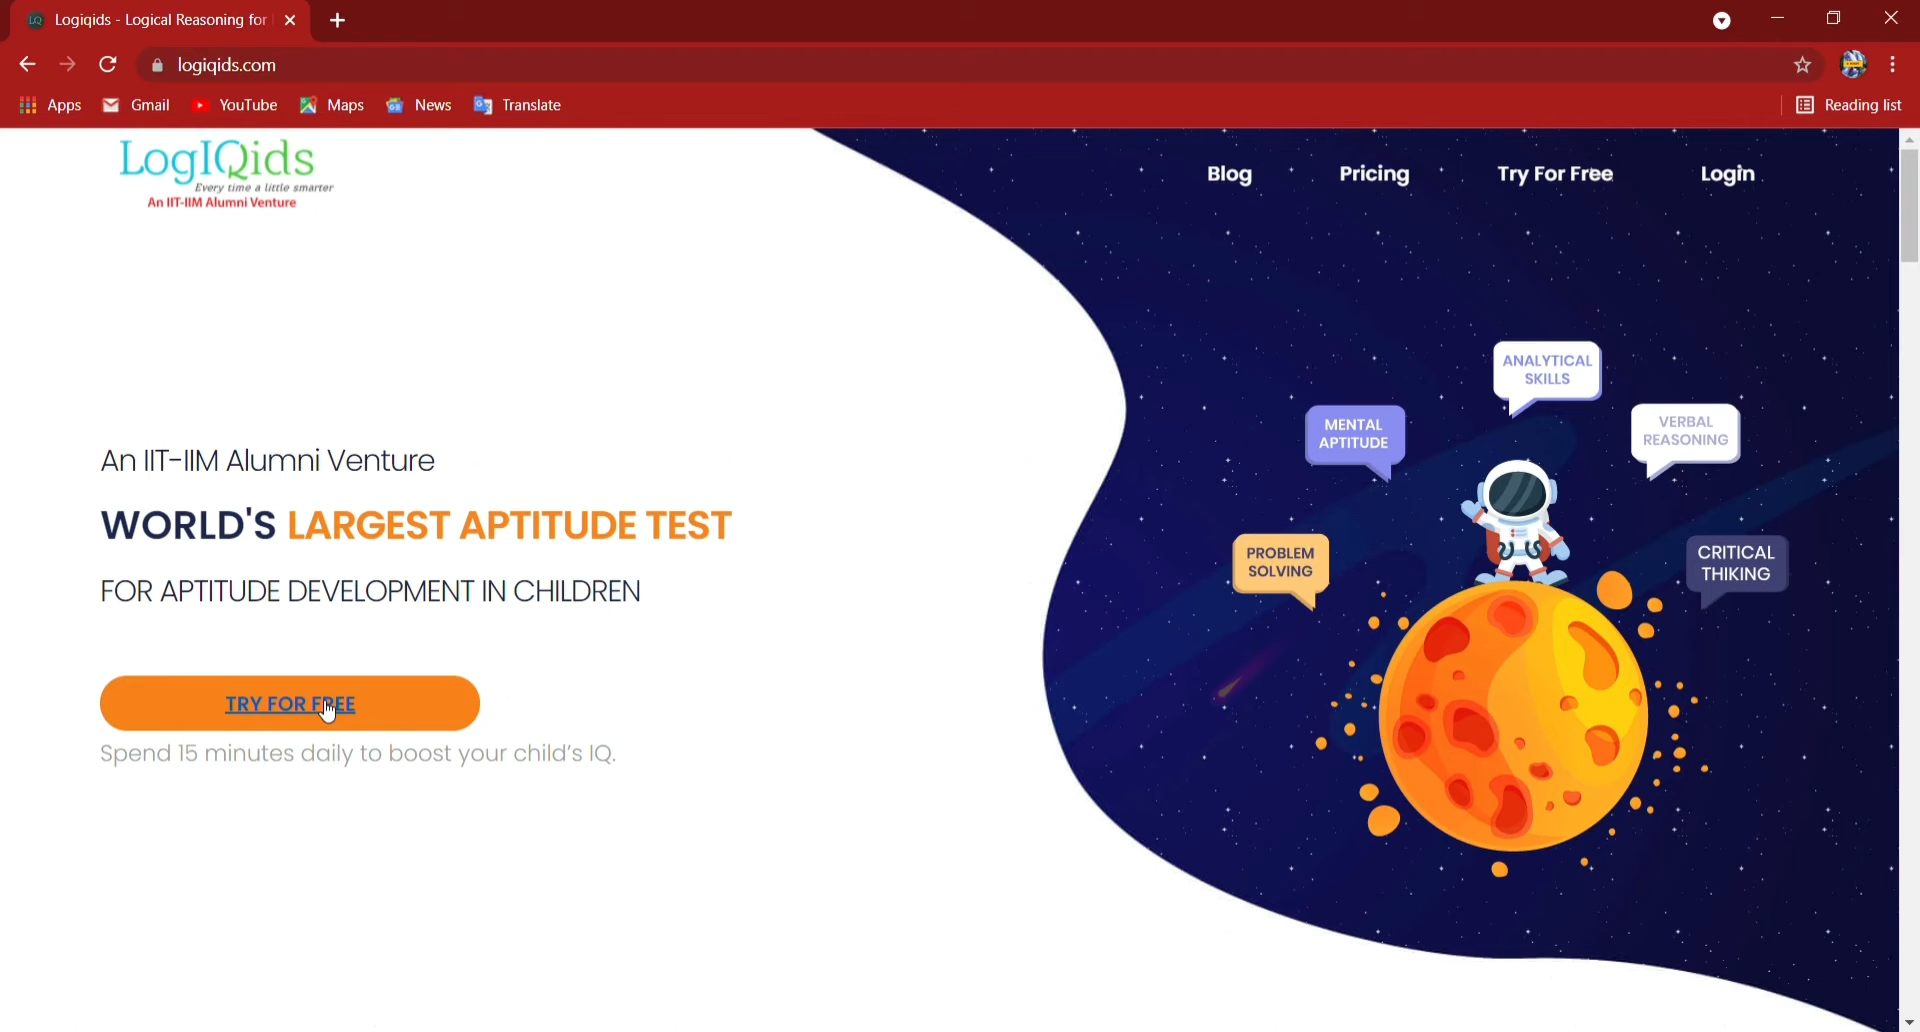 Logiqids - Logical Reasoning for
logiqids.com
Apps Gmail YouTube Maps News Translate Reading list
LogIQids
Every time a little smarter
An IIT-IIM Alumni Venture
Blog Pricing Try For Free Login
ANALYTICAL
SKILLS
MENTAL
APTITUDE
VERBAL
REASONING
An IIT-IIM Alumni Venture
WORLD'S LARGEST APTITUDE TEST
PROBLEM
SOLVING
CRITICAL
THIKING
FOR APTITUDE DEVELOPMENT IN CHILDREN
TRY FOR FREE
Spend 15 minutes daily to boost your child's IQ.